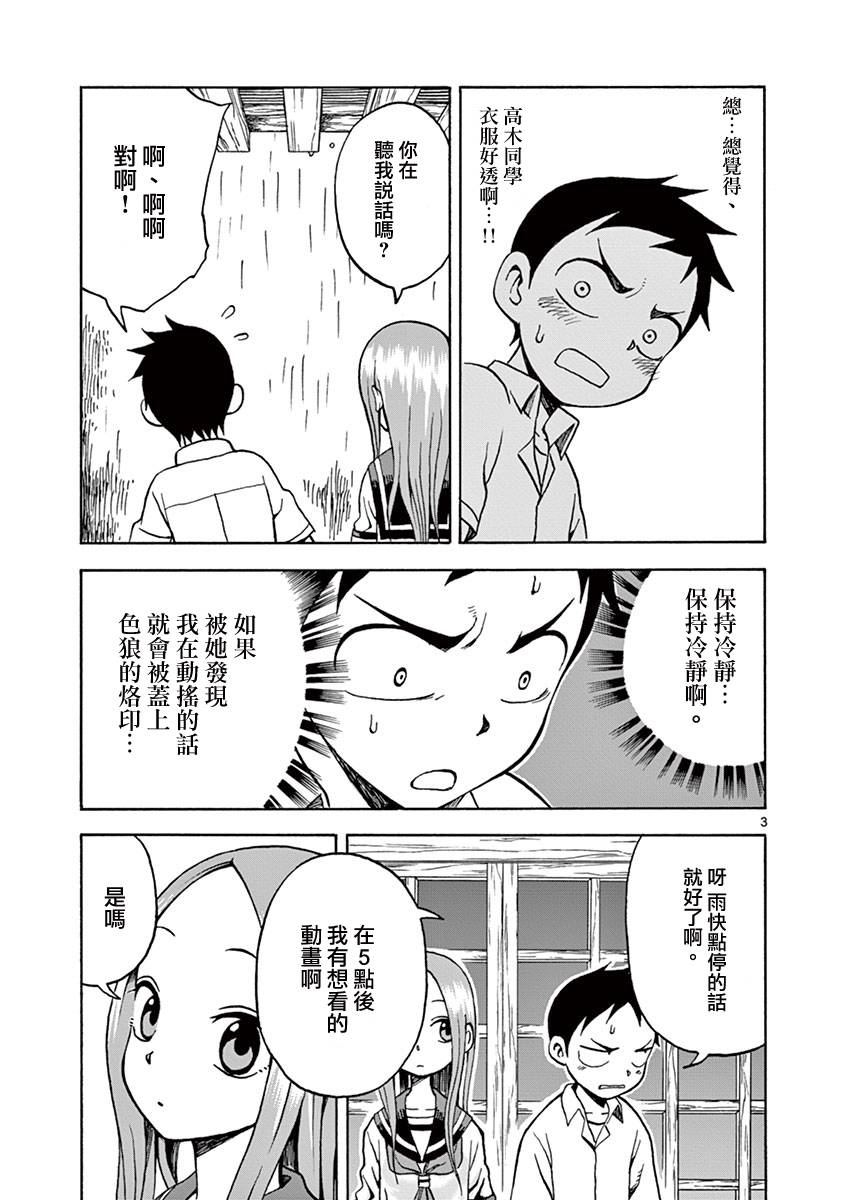 總…總覺得、
高木同學
衣服好透啊…!!
你在
聽我說話嗎?
啊、啊啊
對啊!
保持冷靜…
保持冷靜啊。
如果
被她發現
我在動搖的話
就會被蓋上
色狼的烙印…
3
呀 雨快點停的話
就好了啊。
在5點後
我有想看的
動畫啊
是嗎